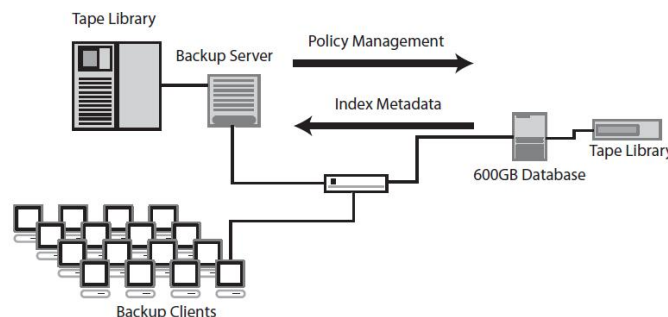 Tape Library
Backup Server
Policy Management
Index Metadata
600GB Database
Tape Library
Backup Clients